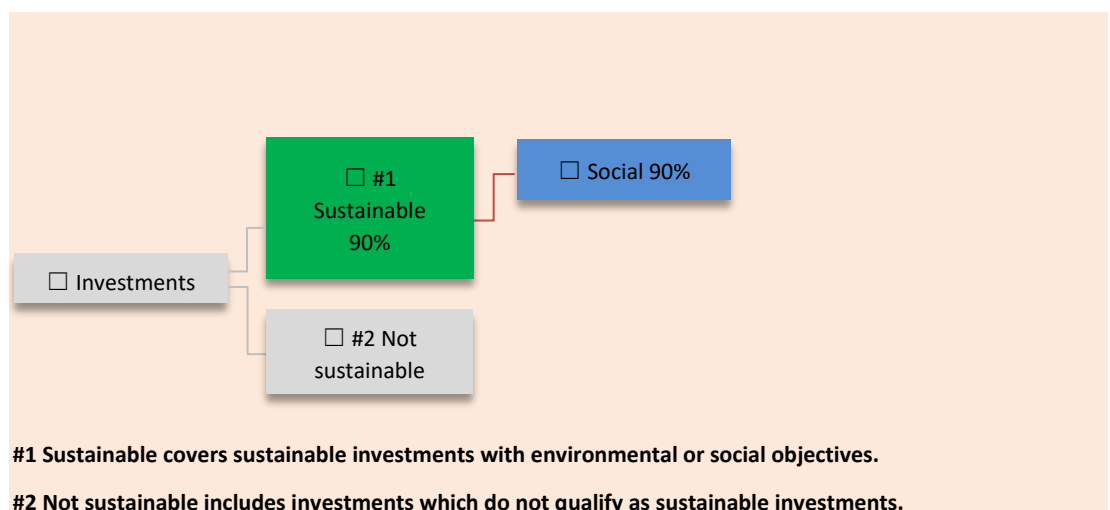 ☐ #1
Sustainable
90%
☐ Social 90%
☐ Investments
☐ #2 Not
sustainable
#1 Sustainable covers sustainable investments with environmental or social objectives.
#2 Not sustainable includes investments which do not qualify as sustainable investments.